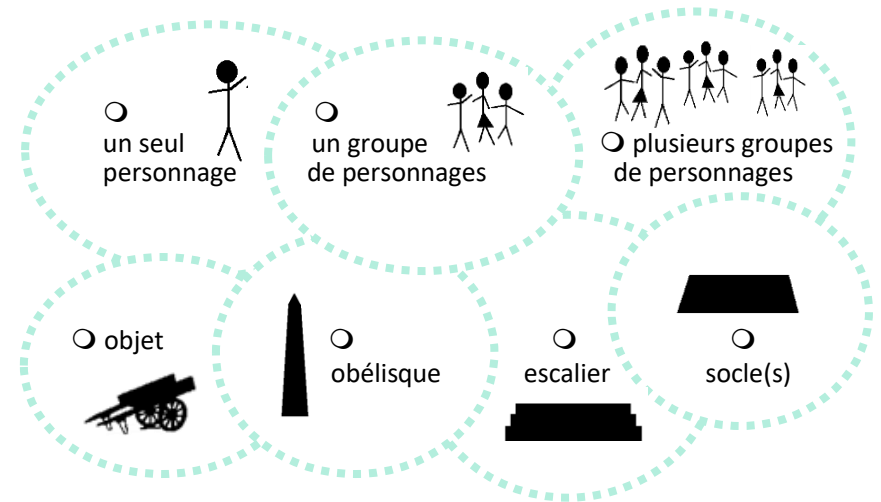 un seul
personnage
un groupe
de personnages
plusieurs groupes
de personnages
objet
obélisque
escalier
socle(s)